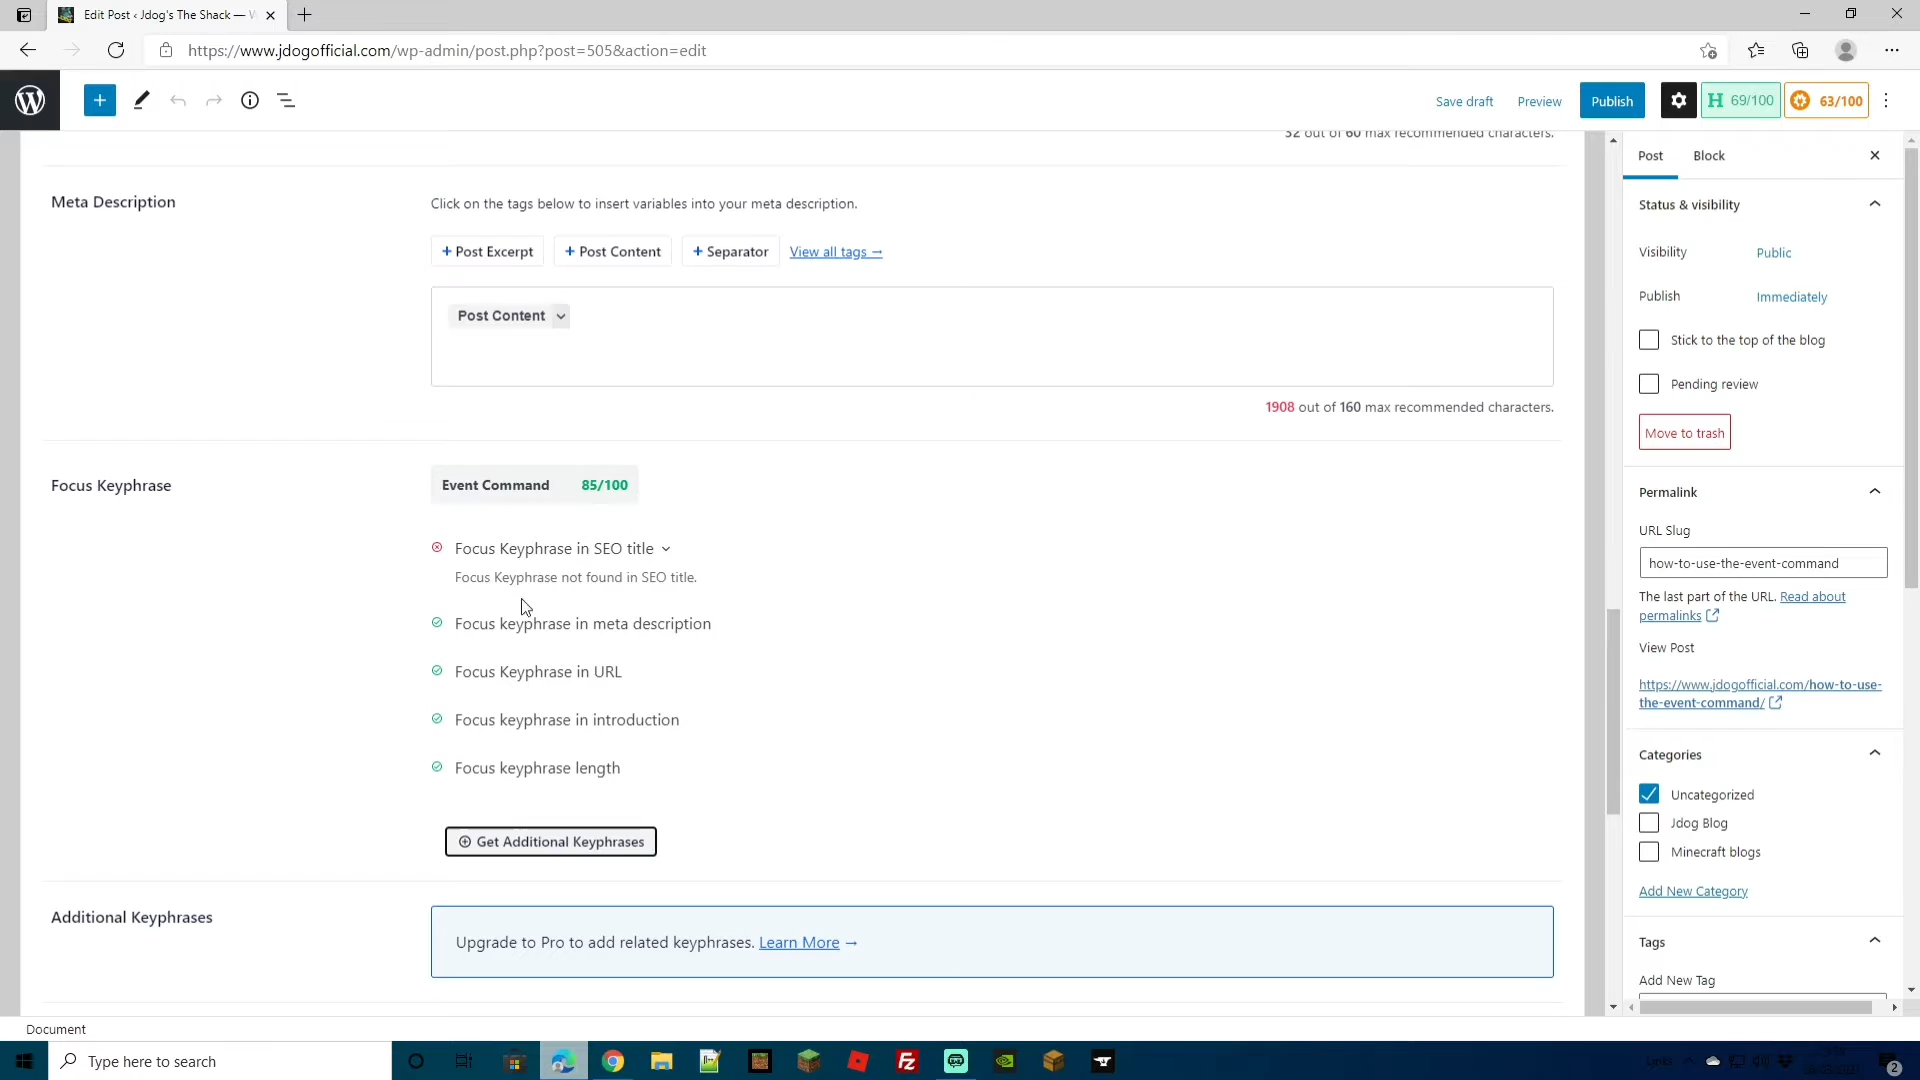 Edit Post ‹ Jdog's The Shack — W
https://www.jdogofficial.com/wp-admin/post.php?post=505&action=edit
Save draft
Preview
Publish
H 69/100
63/100
32 out of 60 max recommended characters.
Meta Description
Click on the tags below to insert variables into your meta description.
+ Post Excerpt
+ Post Content
+ Separator
View all tags →
Post Content
1908 out of 160 max recommended characters.
Focus Keyphrase
Event Command 85/100
Focus Keyphrase in SEO title
Focus Keyphrase not found in SEO title.
Focus keyphrase in meta description
Focus Keyphrase in URL
Focus keyphrase in introduction
Focus keyphrase length
Get Additional Keyphrases
Additional Keyphrases
Upgrade to Pro to add related keyphrases. Learn More →
Post
Block
Status & visibility
Visibility
Public
Publish
Immediately
Stick to the top of the blog
Pending review
Move to trash
Permalink
URL Slug
how-to-use-the-event-command
The last part of the URL. Read about
permalinks
View Post
https://www.jdogofficial.com/how-to-use-
the-event-command/
Categories
Uncategorized
Jdog Blog
Minecraft blogs
Add New Category
Tags
Add New Tag
Document
Type here to search
Links
2